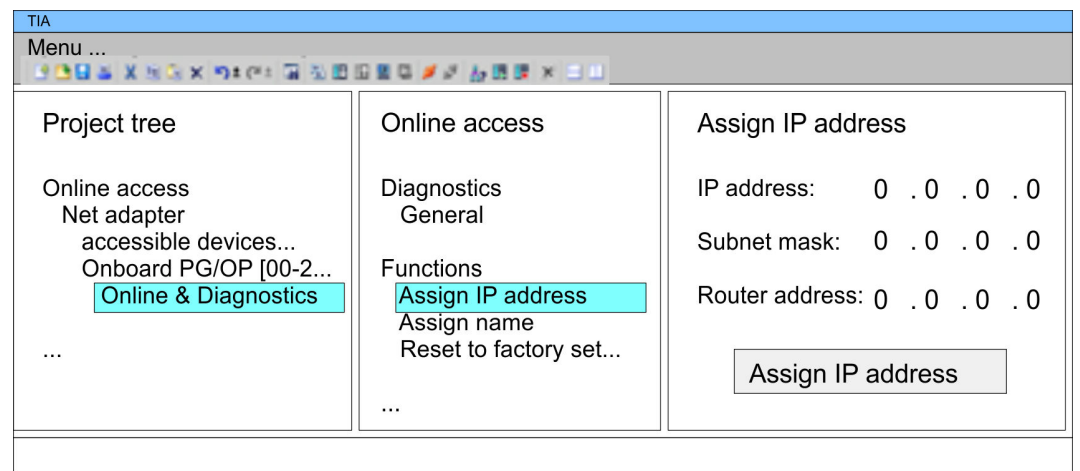 TIA
Menu ...
Project tree
Online access
Net adapter
accessible devices...
Onboard PG/OP [00-2...
Online & Diagnostics
...
Online access
Diagnostics
General
Functions
Assign IP address
Assign name
Reset to factory set...
...
Assign IP address
IP address: 0 . 0 . 0 . 0
Subnet mask: 0 . 0 . 0 . 0
Router address: 0 . 0 . 0 . 0
Assign IP address